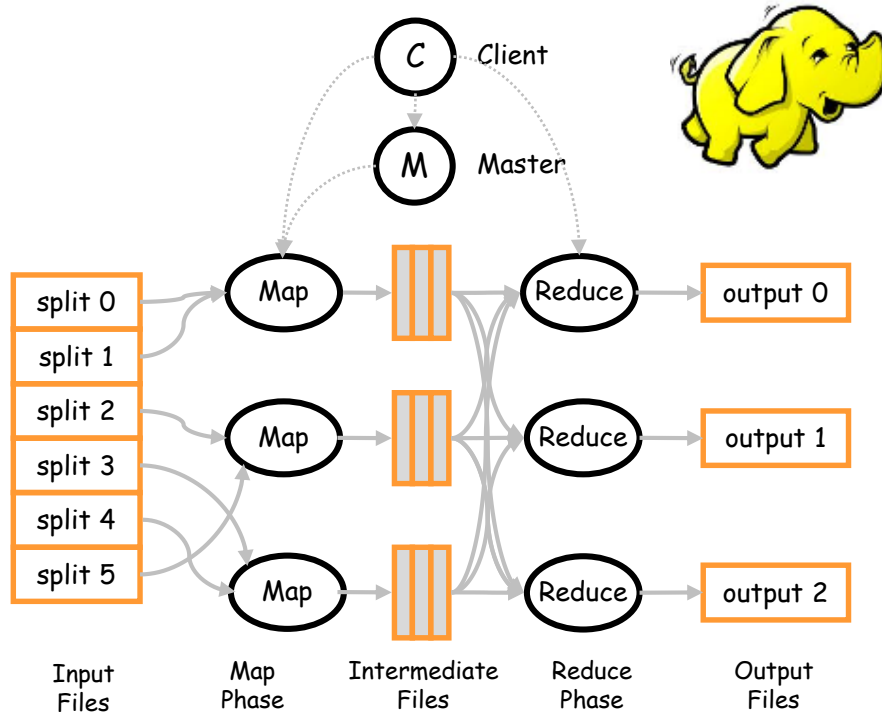 C Client
M Master
split 0
split 1
split 2
split 3
split 4
split 5
Map
Map
Map
Reduce
Reduce
Reduce
output 0
output 1
output 2
Input
Files
Map
Phase
Intermediate
Files
Reduce
Phase
Output
Files